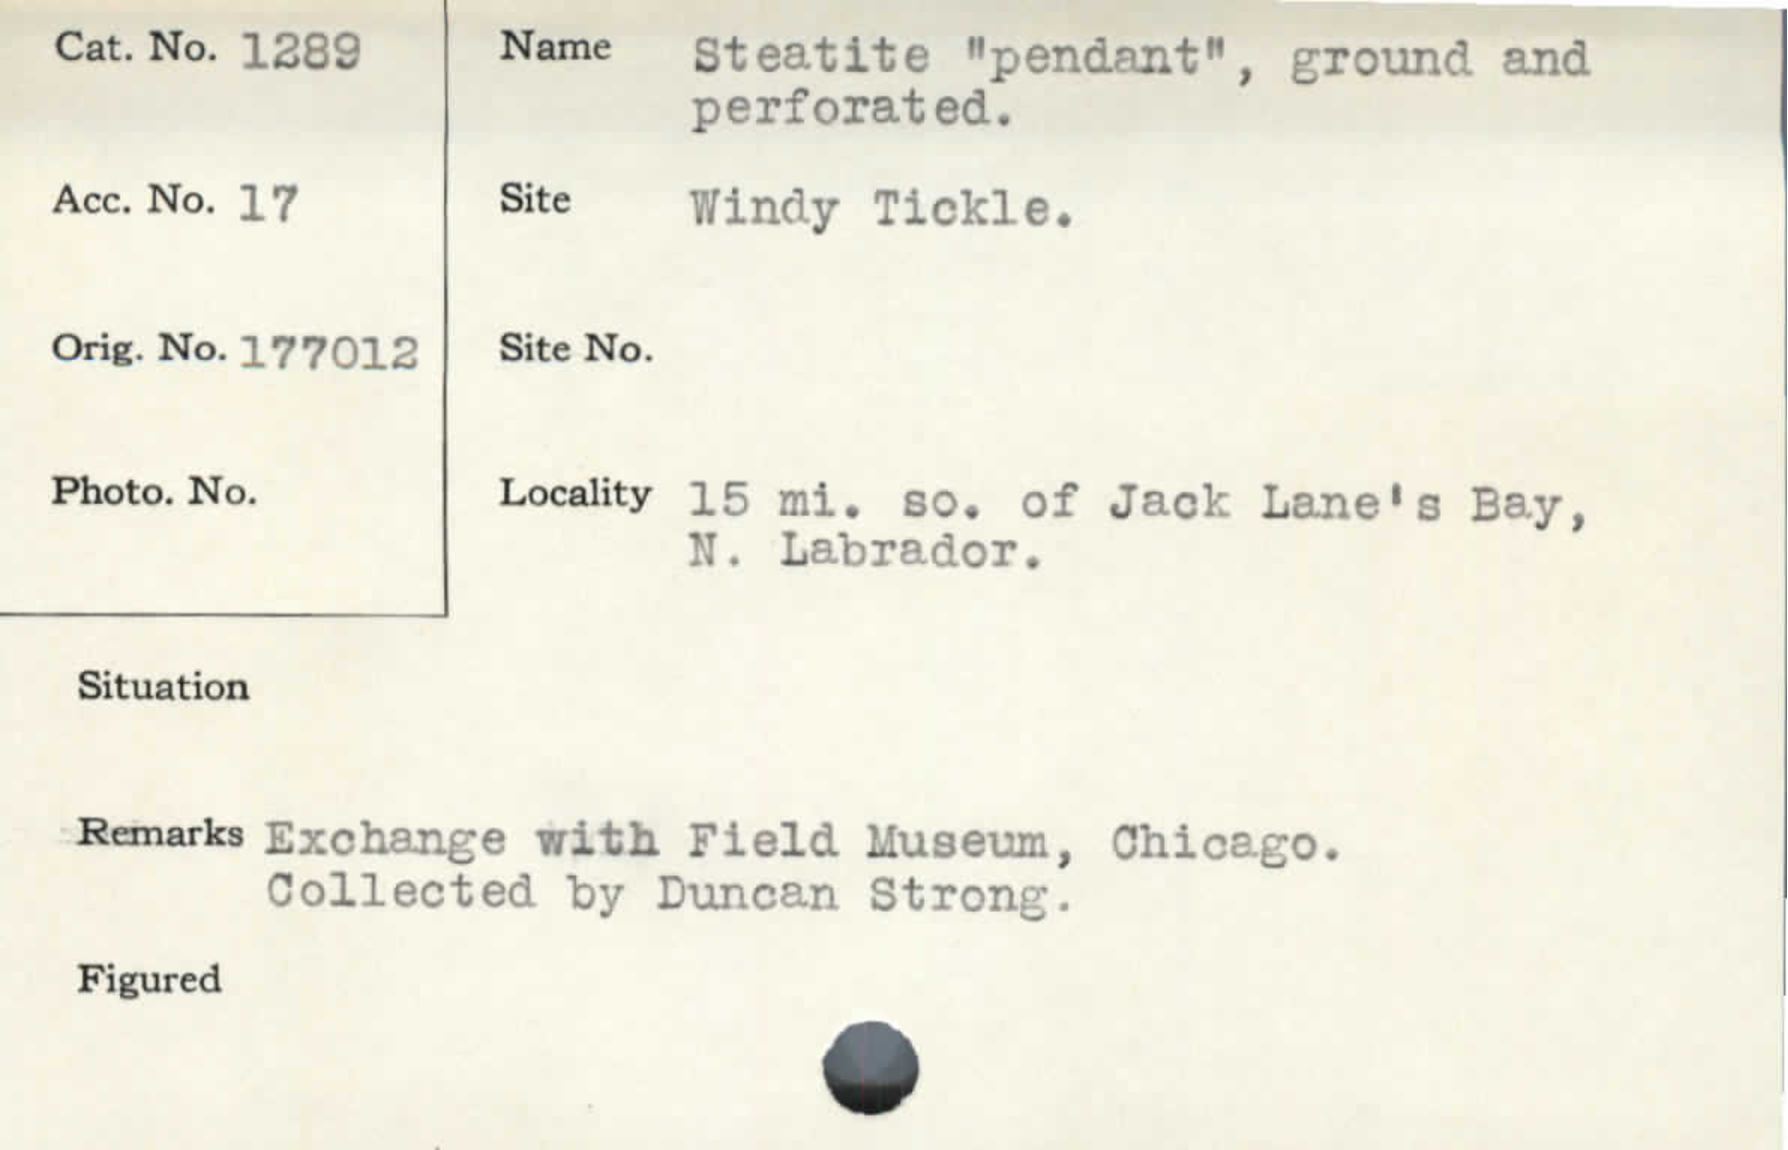 Cat. No. 1289
Name Steatite "pendant", ground and
perforated.
Acc. No. 17
Site Windy Tickle.
Orig. No. 177012
Site No.
Photo. No.
Locality 15 mi. so. of Jack Lane's Bay,
N. Labrador.
Situation
Remarks Exchange with Field Museum, Chicago.
Collected by Duncan Strong.
Figured